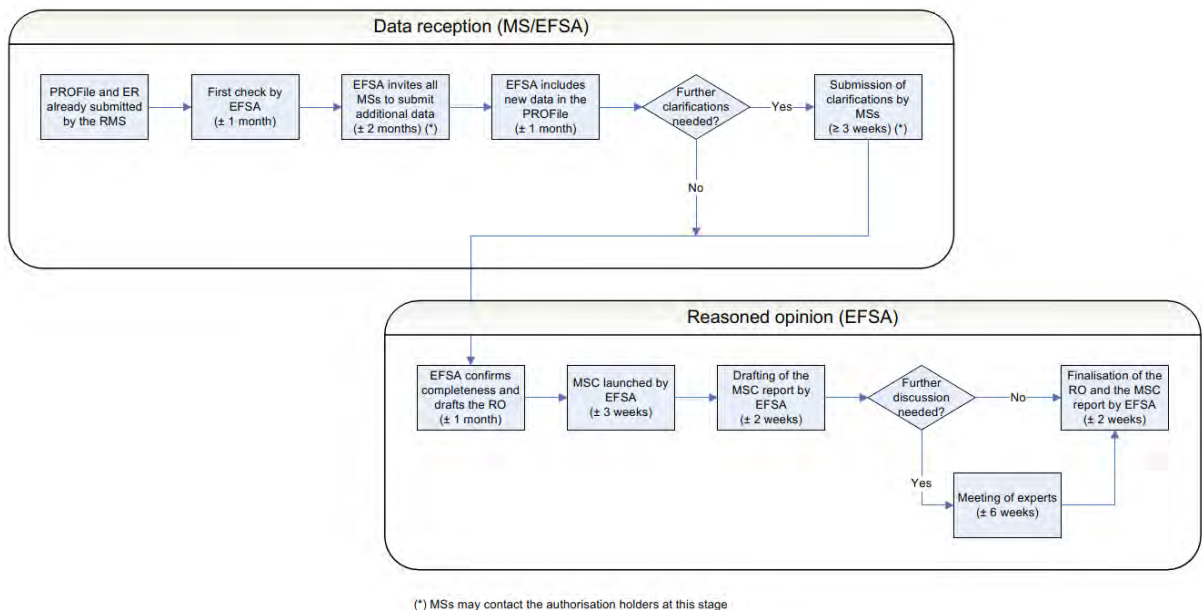 Data reception (MS/EFSA)
PROFile and ER
already submitted
by the RMS
First check by
EFSA
(± 1 month)
EFSA invites all
MSs to submit
additional data
(± 2 months) (*)
EFSA includes
new data in the
PROFile
(± 1 month)
Further
clarifications
needed?
Yes
Submission of
clarifications by
MSs
(≥ 3 weeks) (*)
No
Reasoned opinion (EFSA)
EFSA confirms
completeness and
drafts the RO
(± 1 month)
MSC launched by
EFSA
(± 3 weeks)
Drafting of the
MSC report by
EFSA
(± 2 weeks)
Further
discussion
needed?
No
Finalisation of the
RO and the MSC
report by EFSA
(± 2 weeks)
Yes
Meeting of experts
(± 6 weeks)
(*) MSs may contact the authorisation holders at this stage